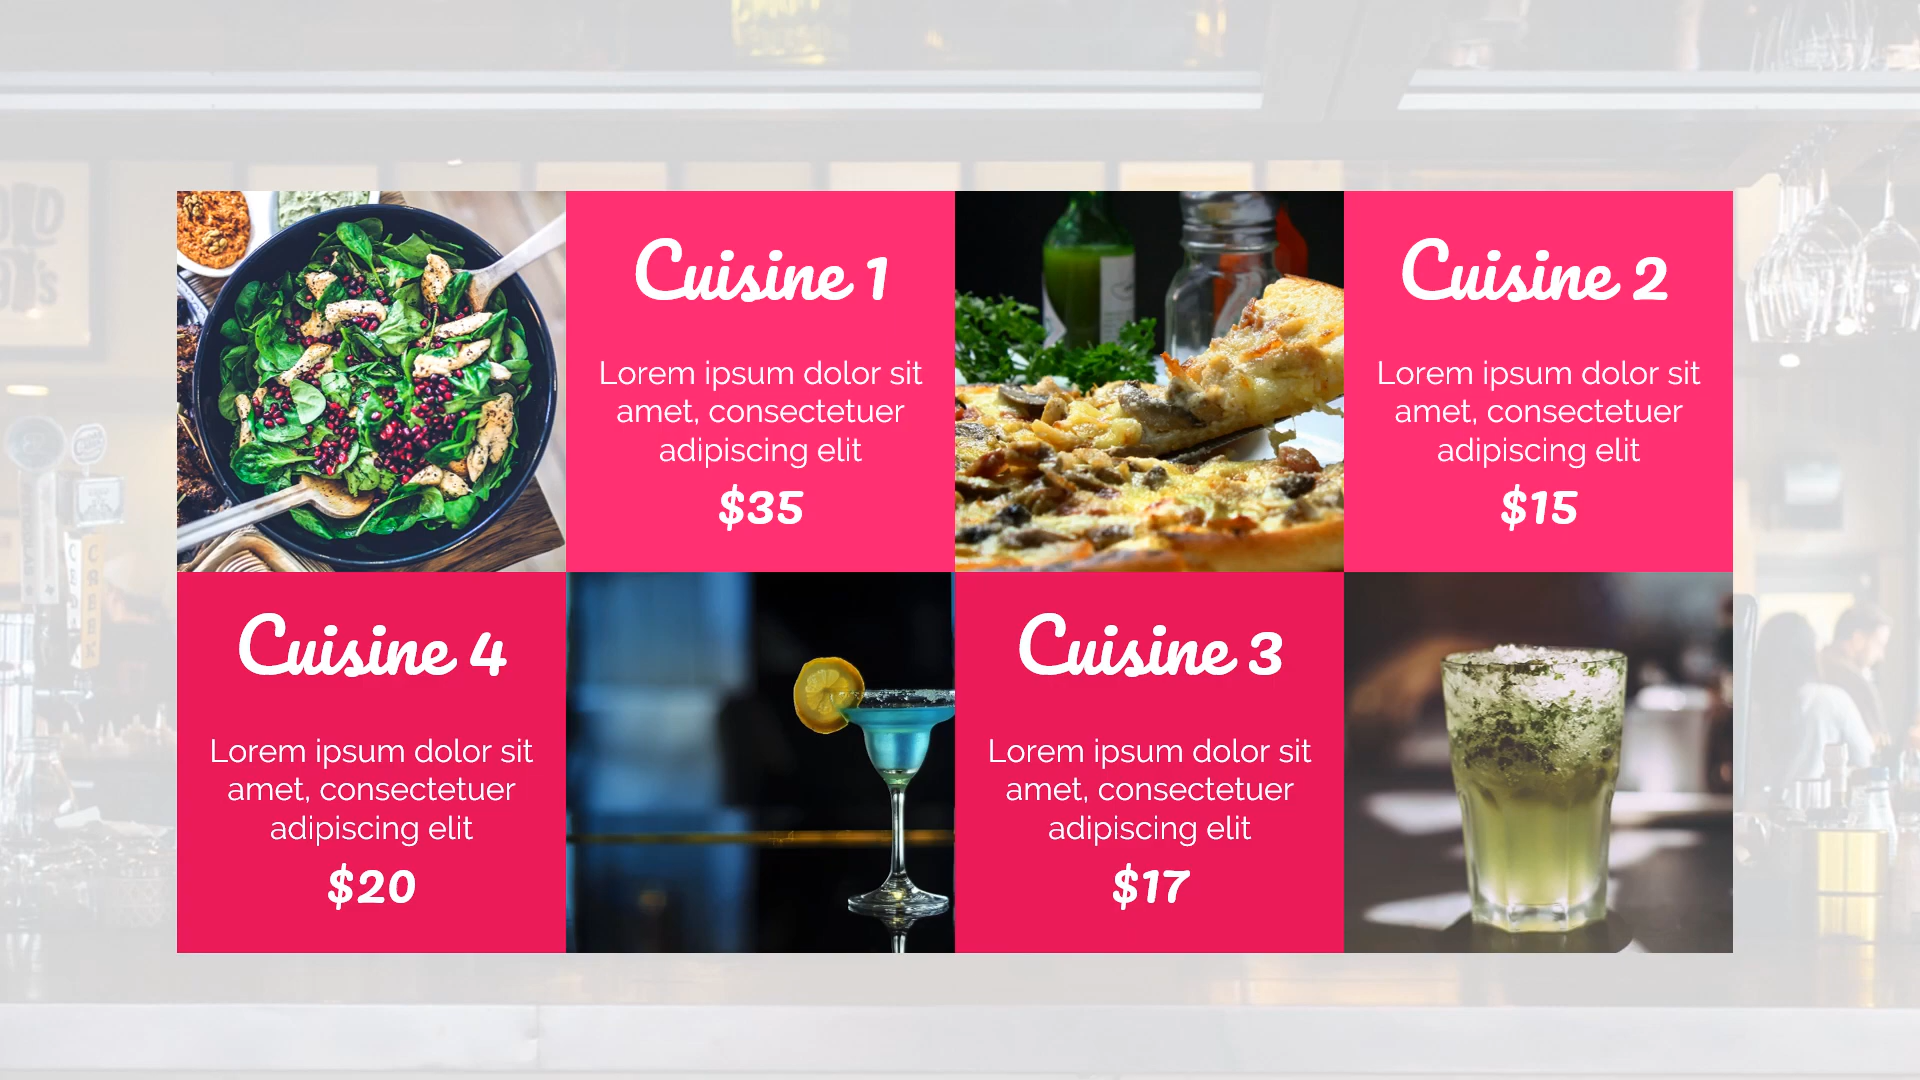 Cuisine 1
Lorem ipsum dolor sit
amet, consectetuer
adipiscing elit
$35
Cuisine 2
Lorem ipsum dolor sit
amet, consectetuer
adipiscing elit
$15
Cuisine 4
Lorem ipsum dolor sit
amet, consectetuer
adipiscing elit
$20
Cuisine 3
Lorem ipsum dolor sit
amet, consectetuer
adipiscing elit
$17